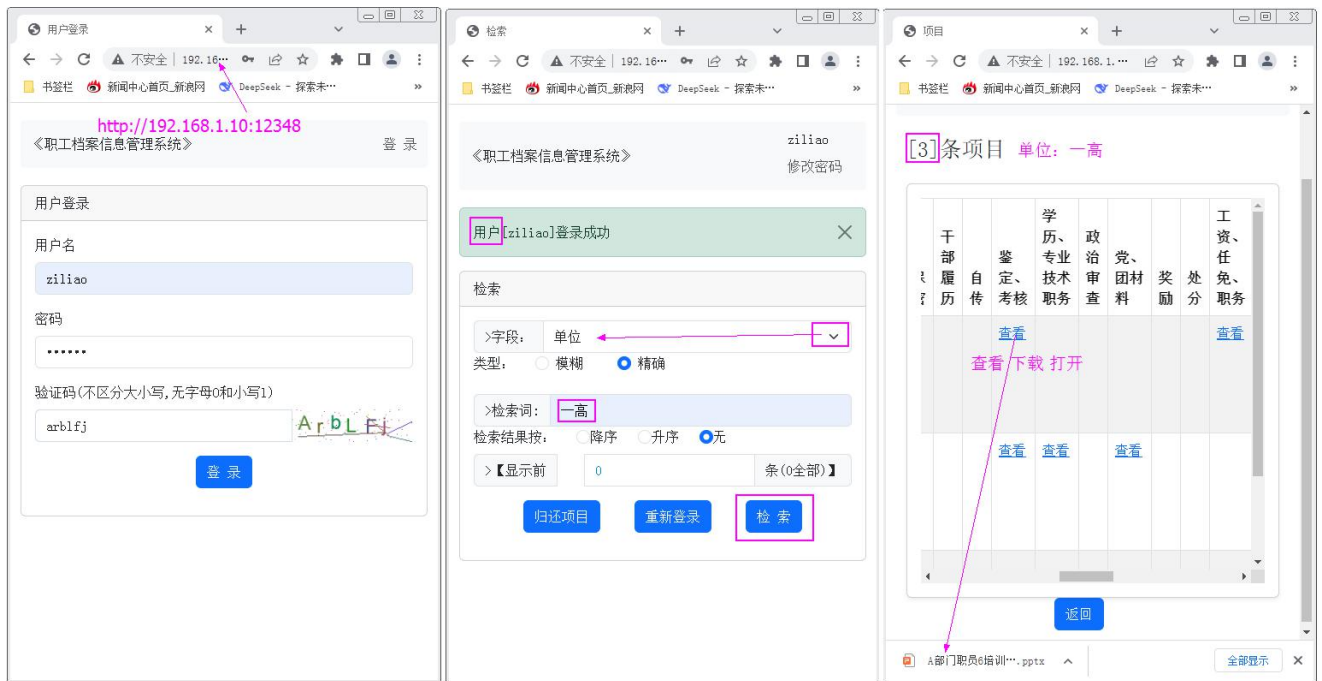 用户登录
不安全 192.16…
书签栏 新闻中心首页_新浪网 DeepSeek - 探索未… »
http://192.168.1.10:12348
《职工档案信息管理系统》 登 录
用户登录
用户名
ziliao
密码
••••••
验证码(不区分大小写,无字母O和小写l)
arblfj ArbLFj
登 录
检索
不安全 192.16…
书签栏 新闻中心首页_新浪网 DeepSeek - 探索未… »
《职工档案信息管理系统》
ziliao
修改密码
用户[ziliao]登录成功
检索
>字段: 单位
类型: 模糊 精确
>检索词: 一高
检索结果按: 降序 升序 无
>【显示前 0 条(0全部)】
归还项目 重新登录 检 索
项目
不安全 192.168.1.…
书签栏 新闻中心首页_新浪网 DeepSeek - 探索未… »
[3]条项目 单位: 一高
干部履历
自传
鉴定、考核
学历、专业技术职务
政治审查
党、团材料
奖励
处分
工资、任免、职务
查看 查看
查看 下载 打开
查看 查看 查看
返回
A部门职员6培训….pptx 全部显示